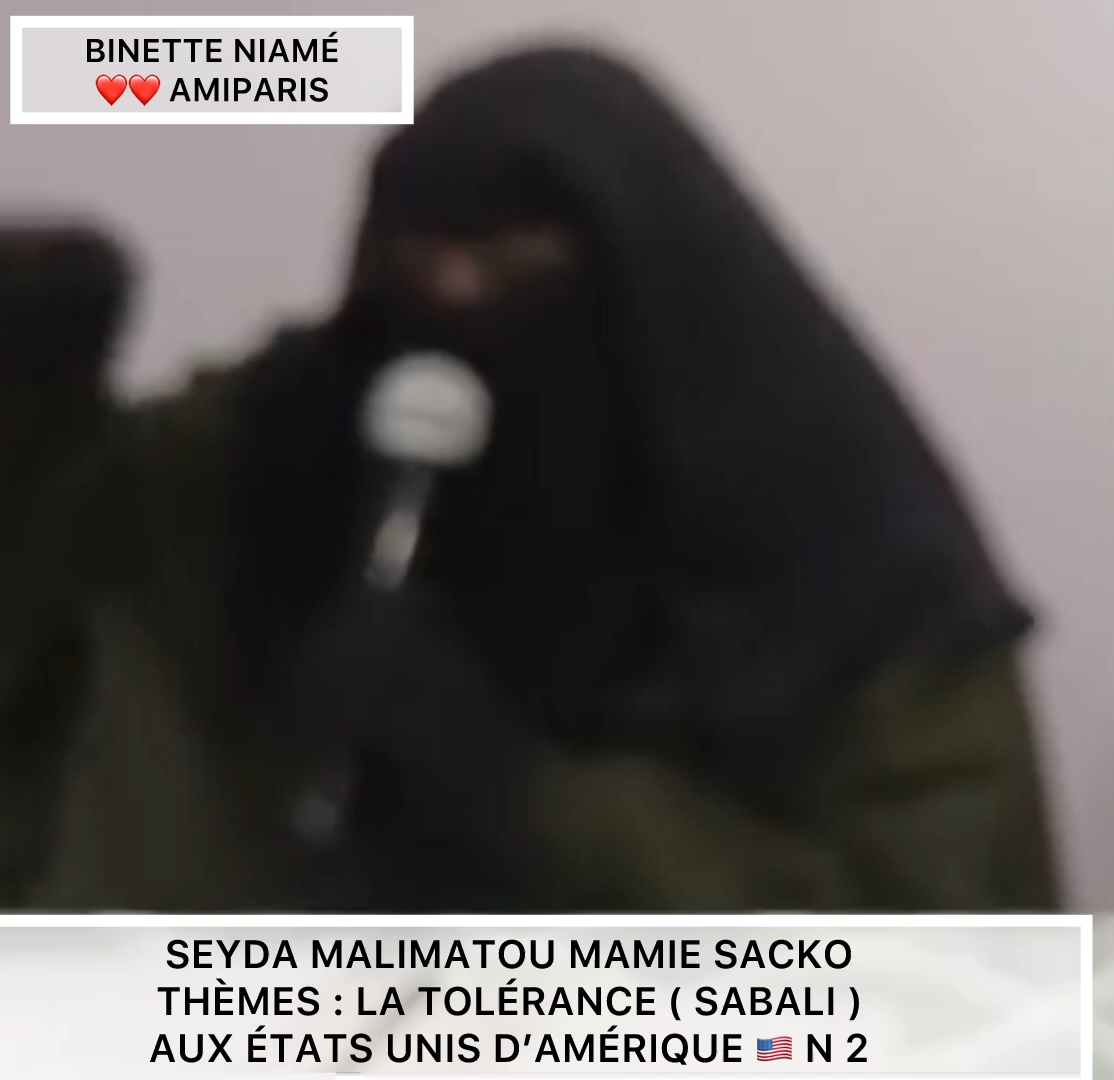 BINETTE NIAMÉ
❤️❤️ AMIPARIS
SEYDA MALIMATOU MAMIE SACKO
THÈMES : LA TOLÉRANCE ( SABALI )
AUX ÉTATS UNIS D’AMÉRIQUE 🇺🇸 N 2